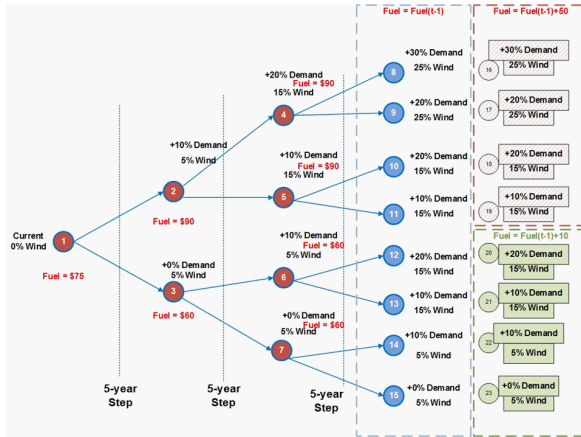 Fuel = Fuel(t-1)
Fuel = Fuel(t-1)+50
+30% Demand
25% Wind
8
+30% Demand
25% Wind
16
+20% Demand
15% Wind
Fuel = $90
4
+20% Demand
25% Wind
9
+20% Demand
25% Wind
17
+10% Demand
5% Wind
2
Fuel = $90
+10% Demand
15% Wind
Fuel = $90
5
+20% Demand
15% Wind
10
+20% Demand
15% Wind
18
+10% Demand
15% Wind
11
+10% Demand
15% Wind
19
Current
0% Wind
1
Fuel = $75
Fuel = Fuel(t-1)+10
+10% Demand
Fuel = $60
5% Wind
6
+20% Demand
15% Wind
12
+20% Demand
15% Wind
20
+0% Demand
5% Wind
3
Fuel = $60
+10% Demand
15% Wind
13
+10% Demand
15% Wind
21
+0% Demand
5% Wind
Fuel = $60
7
+10% Demand
5% Wind
14
+10% Demand
5% Wind
22
+0% Demand
5% Wind
15
+0% Demand
5% Wind
23
5-year
Step
5-year
Step
5-year
Step